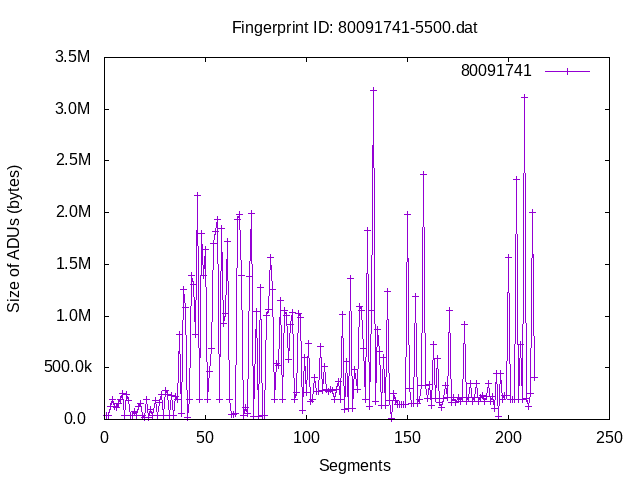 Fingerprint ID: 80091741-5500.dat
3.5M
80091741
3.0M
2.5M
2.0M
1.5M
1.0M
500.0k
0.0
Size of ADUs (bytes)
0 50 100 150 200 250
Segments